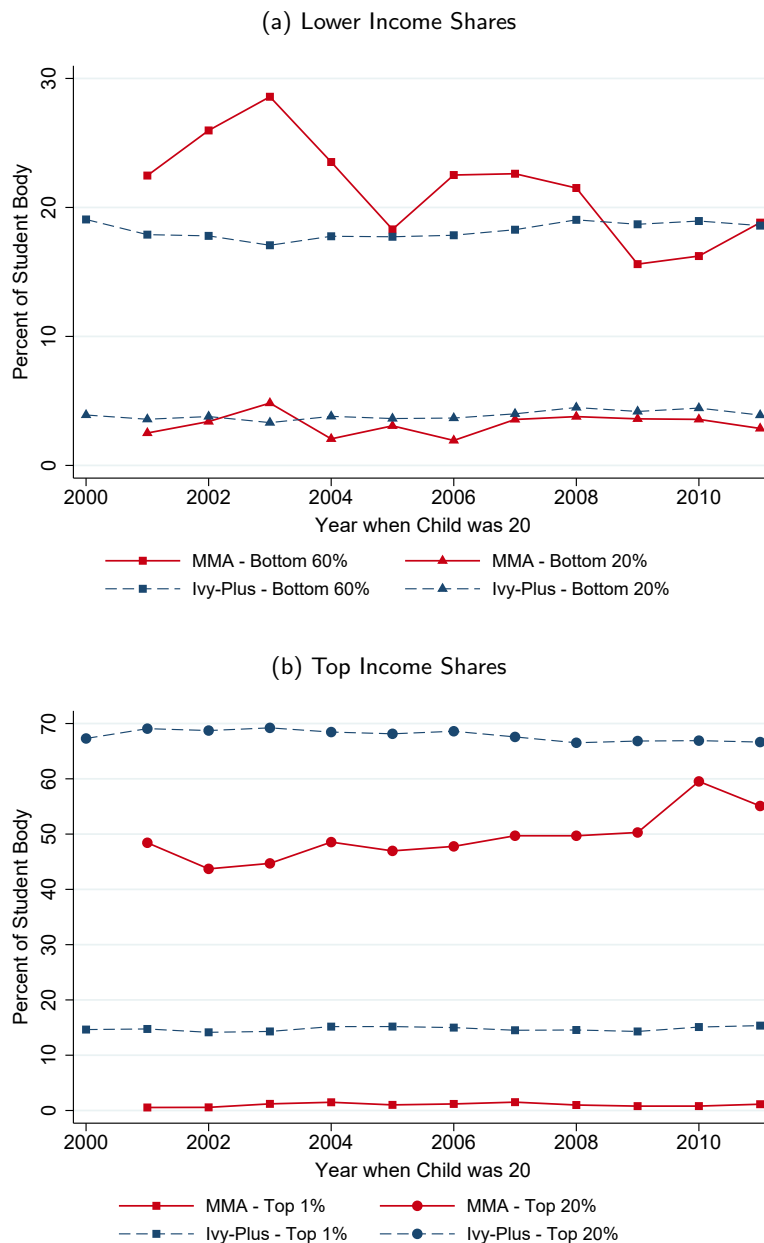 (a) Lower Income Shares
30
20
10
0
Percent of Student Body
2000 2002 2004 2006 2008 2010
Year when Child was 20
MMA - Bottom 60% MMA - Bottom 20%
Ivy-Plus - Bottom 60% Ivy-Plus - Bottom 20%
(b) Top Income Shares
70
60
50
40
30
20
10
0
Percent of Student Body
2000 2002 2004 2006 2008 2010
Year when Child was 20
MMA - Top 1% MMA - Top 20%
Ivy-Plus - Top 1% Ivy-Plus - Top 20%